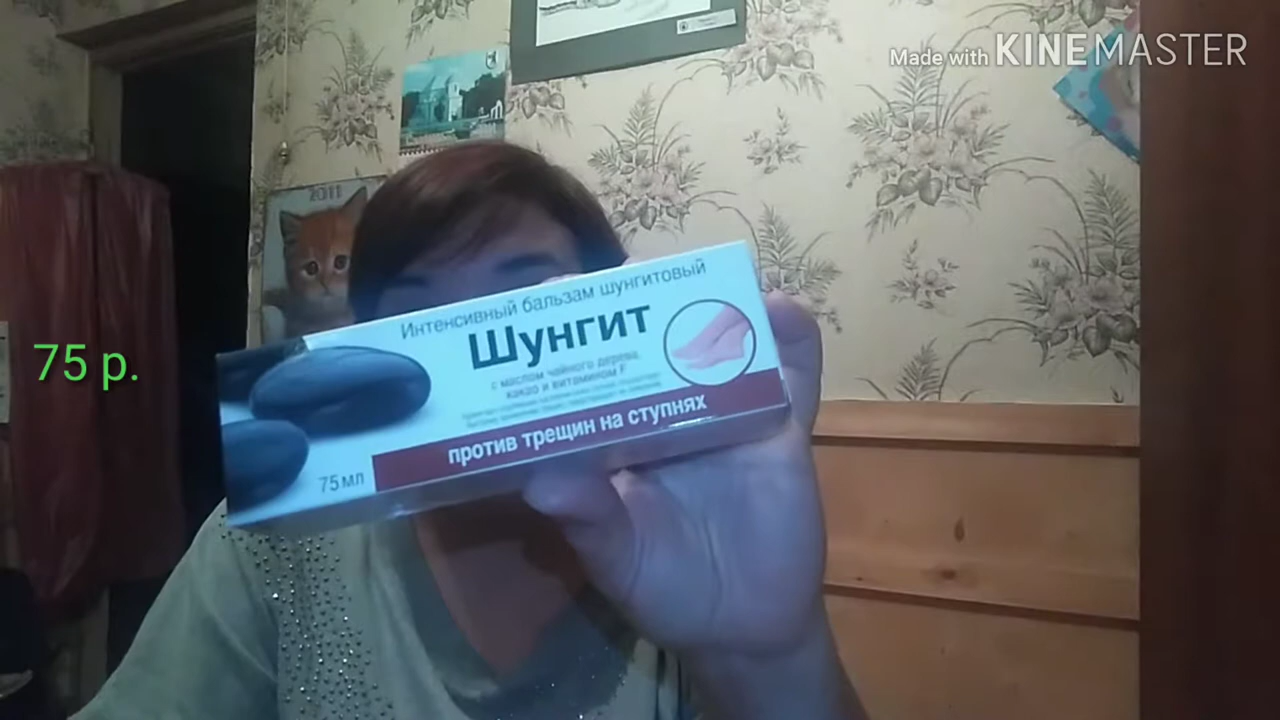 Made with KINEMASTER
2011
75 р.
Интенсивный бальзам шунгитовый
Шунгит
с маслом чайного дерева,
какао и витамином F
против трещин на ступнях
75 мл